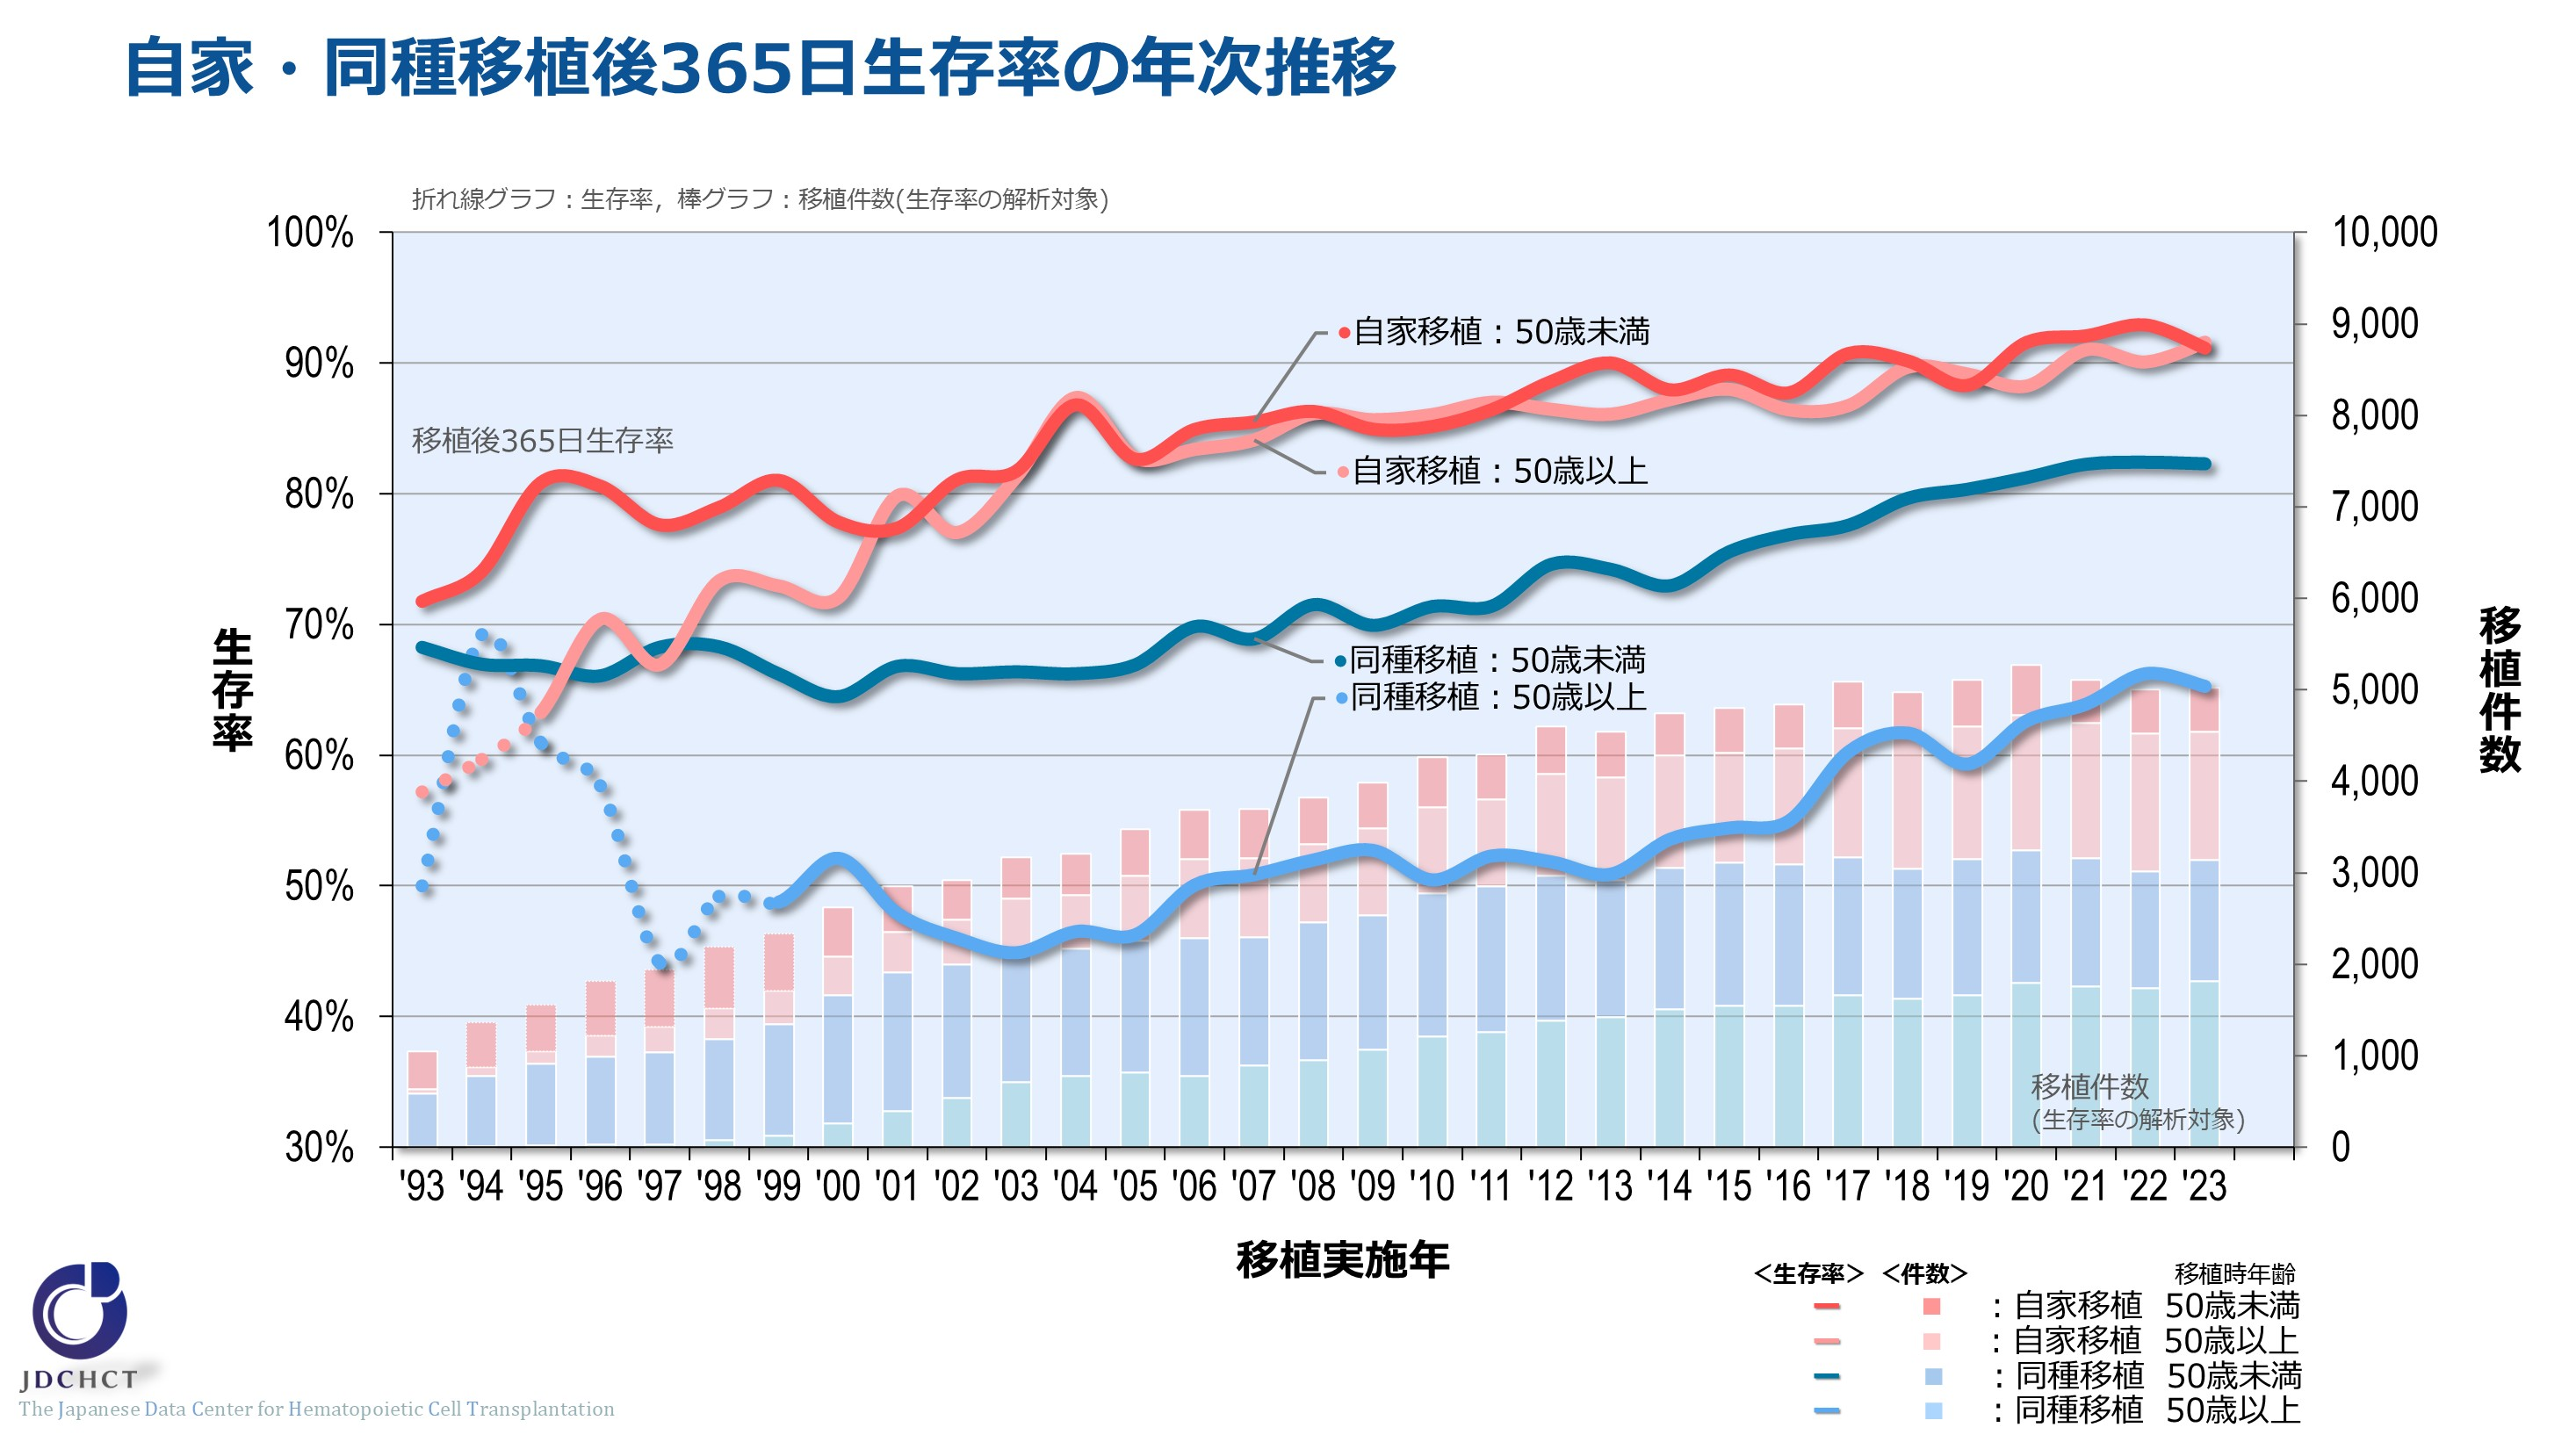 自家・同種移植後365日生存率の年次推移
折れ線グラフ：生存率，棒グラフ：移植件数(生存率の解析対象)
100%
90%
80%
70%
60%
50%
40%
30%
生存率
移植後365日生存率
自家移植：50歳未満
自家移植：50歳以上
同種移植：50歳未満
同種移植：50歳以上
10,000
9,000
8,000
7,000
6,000
5,000
4,000
3,000
2,000
1,000
0
移植件数
移植件数
(生存率の解析対象)
'93 '94 '95 '96 '97 '98 '99 '00 '01 '02 '03 '04 '05 '06 '07 '08 '09 '10 '11 '12 '13 '14 '15 '16 '17 '18 '19 '20 '21 '22 '23
移植実施年
＜生存率＞ ＜件数＞ 移植時年齢
：自家移植 50歳未満
：自家移植 50歳以上
：同種移植 50歳未満
：同種移植 50歳以上
JDCHCT
The Japanese Data Center for Hematopoietic Cell Transplantation